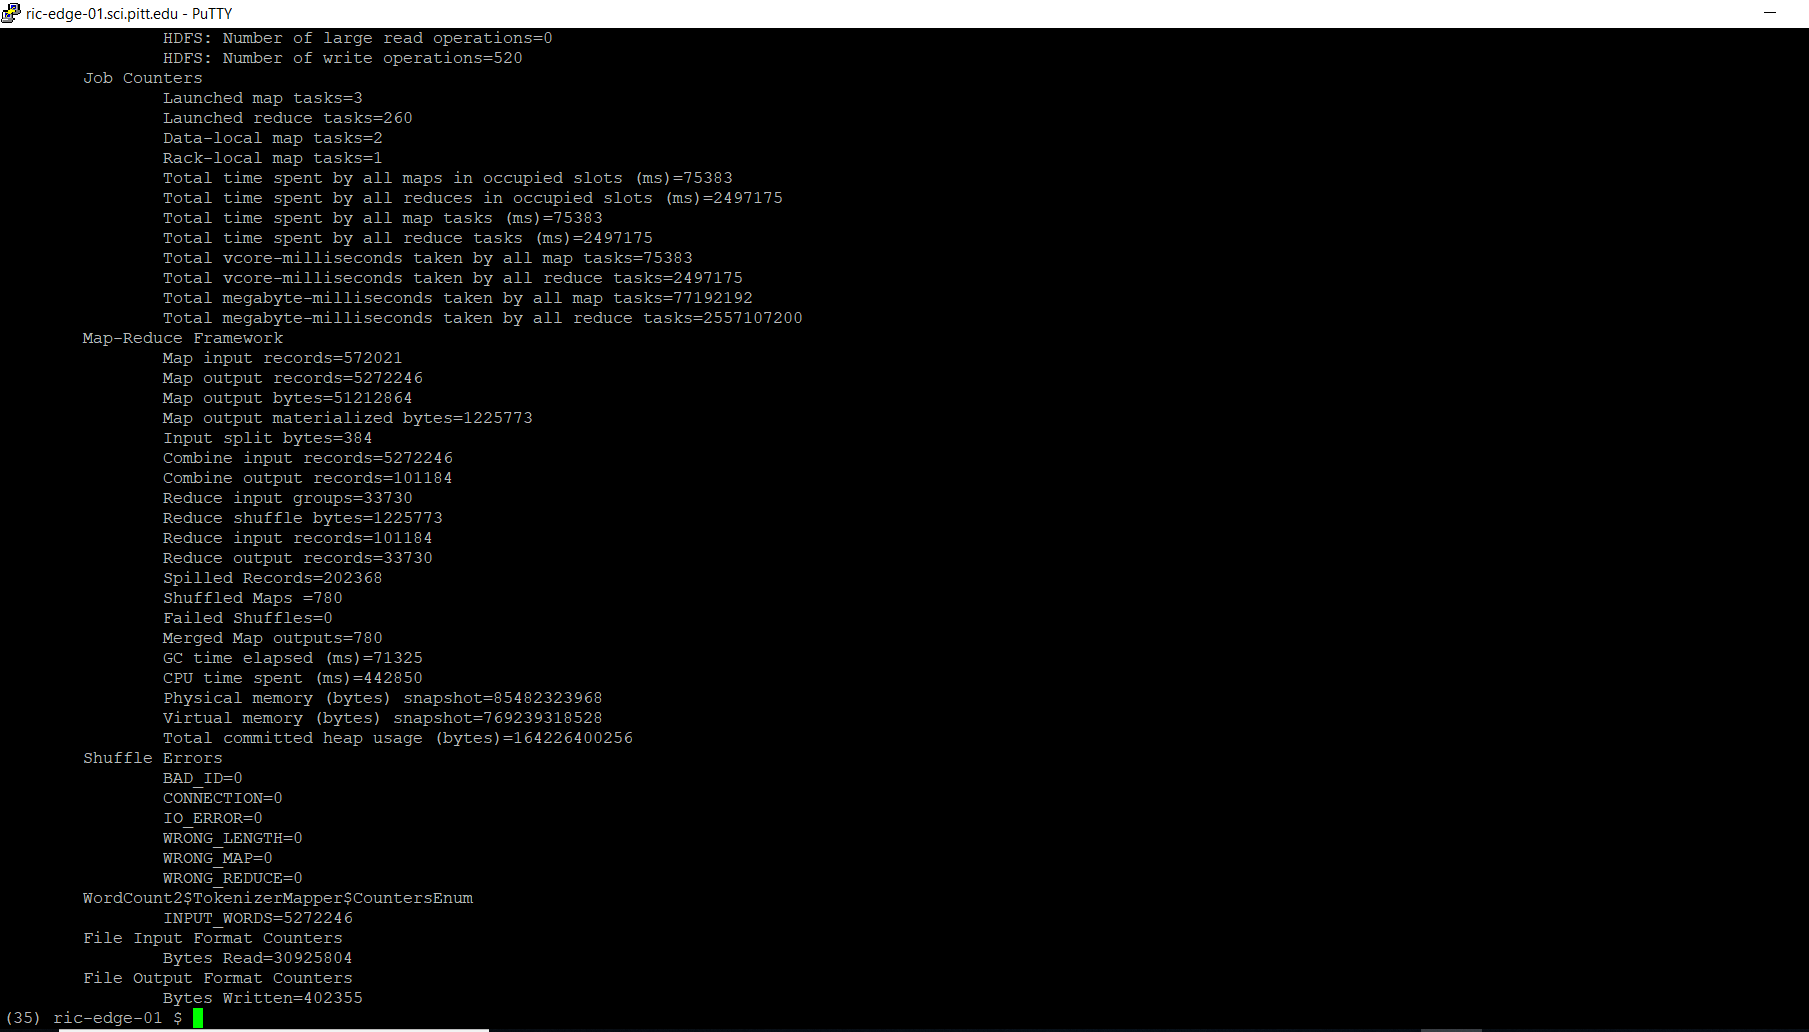 ric-edge-01.sci.pitt.edu - PuTTY
HDFS: Number of large read operations=0
HDFS: Number of write operations=520
Job Counters
Launched map tasks=3
Launched reduce tasks=260
Data-local map tasks=2
Rack-local map tasks=1
Total time spent by all maps in occupied slots (ms)=75383
Total time spent by all reduces in occupied slots (ms)=2497175
Total time spent by all map tasks (ms)=75383
Total time spent by all reduce tasks (ms)=2497175
Total vcore-milliseconds taken by all map tasks=75383
Total vcore-milliseconds taken by all reduce tasks=2497175
Total megabyte-milliseconds taken by all map tasks=77192192
Total megabyte-milliseconds taken by all reduce tasks=2557107200
Map-Reduce Framework
Map input records=572021
Map output records=5272246
Map output bytes=51212864
Map output materialized bytes=1225773
Input split bytes=384
Combine input records=5272246
Combine output records=101184
Reduce input groups=33730
Reduce shuffle bytes=1225773
Reduce input records=101184
Reduce output records=33730
Spilled Records=202368
Shuffled Maps =780
Failed Shuffles=0
Merged Map outputs=780
GC time elapsed (ms)=71325
CPU time spent (ms)=442850
Physical memory (bytes) snapshot=85482323968
Virtual memory (bytes) snapshot=769239318528
Total committed heap usage (bytes)=164226400256
Shuffle Errors
BAD_ID=0
CONNECTION=0
IO_ERROR=0
WRONG_LENGTH=0
WRONG_MAP=0
WRONG_REDUCE=0
WordCount2$TokenizerMapper$CountersEnum
INPUT_WORDS=5272246
File Input Format Counters
Bytes Read=30925804
File Output Format Counters
Bytes Written=402355
(35) ric-edge-01 $